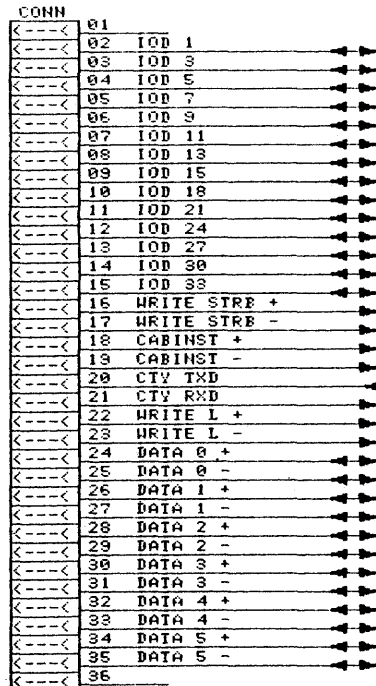 CONN
<---< 01
<---< 02 IOD 1
<---< 03 IOD 3
<---< 04 IOD 5
<---< 05 IOD 7
<---< 06 IOD 9
<---< 07 IOD 11
<---< 08 IOD 13
<---< 09 IOD 15
<---< 10 IOD 18
<---< 11 IOD 21
<---< 12 IOD 24
<---< 13 IOD 27
<---< 14 IOD 30
<---< 15 IOD 33
<---< 16 WRITE STRB +
<---< 17 WRITE STRB -
<---< 18 CABINST +
<---< 19 CABINST -
<---< 20 CTY TXD
<---< 21 CTY RXD
<---< 22 WRITE L +
<---< 23 WRITE L -
<---< 24 DATA 0 +
<---< 25 DATA 0 -
<---< 26 DATA 1 +
<---< 27 DATA 1 -
<---< 28 DATA 2 +
<---< 29 DATA 2 -
<---< 30 DATA 3 +
<---< 31 DATA 3 -
<---< 32 DATA 4 +
<---< 33 DATA 4 -
<---< 34 DATA 5 +
<---< 35 DATA 5 -
<---< 36